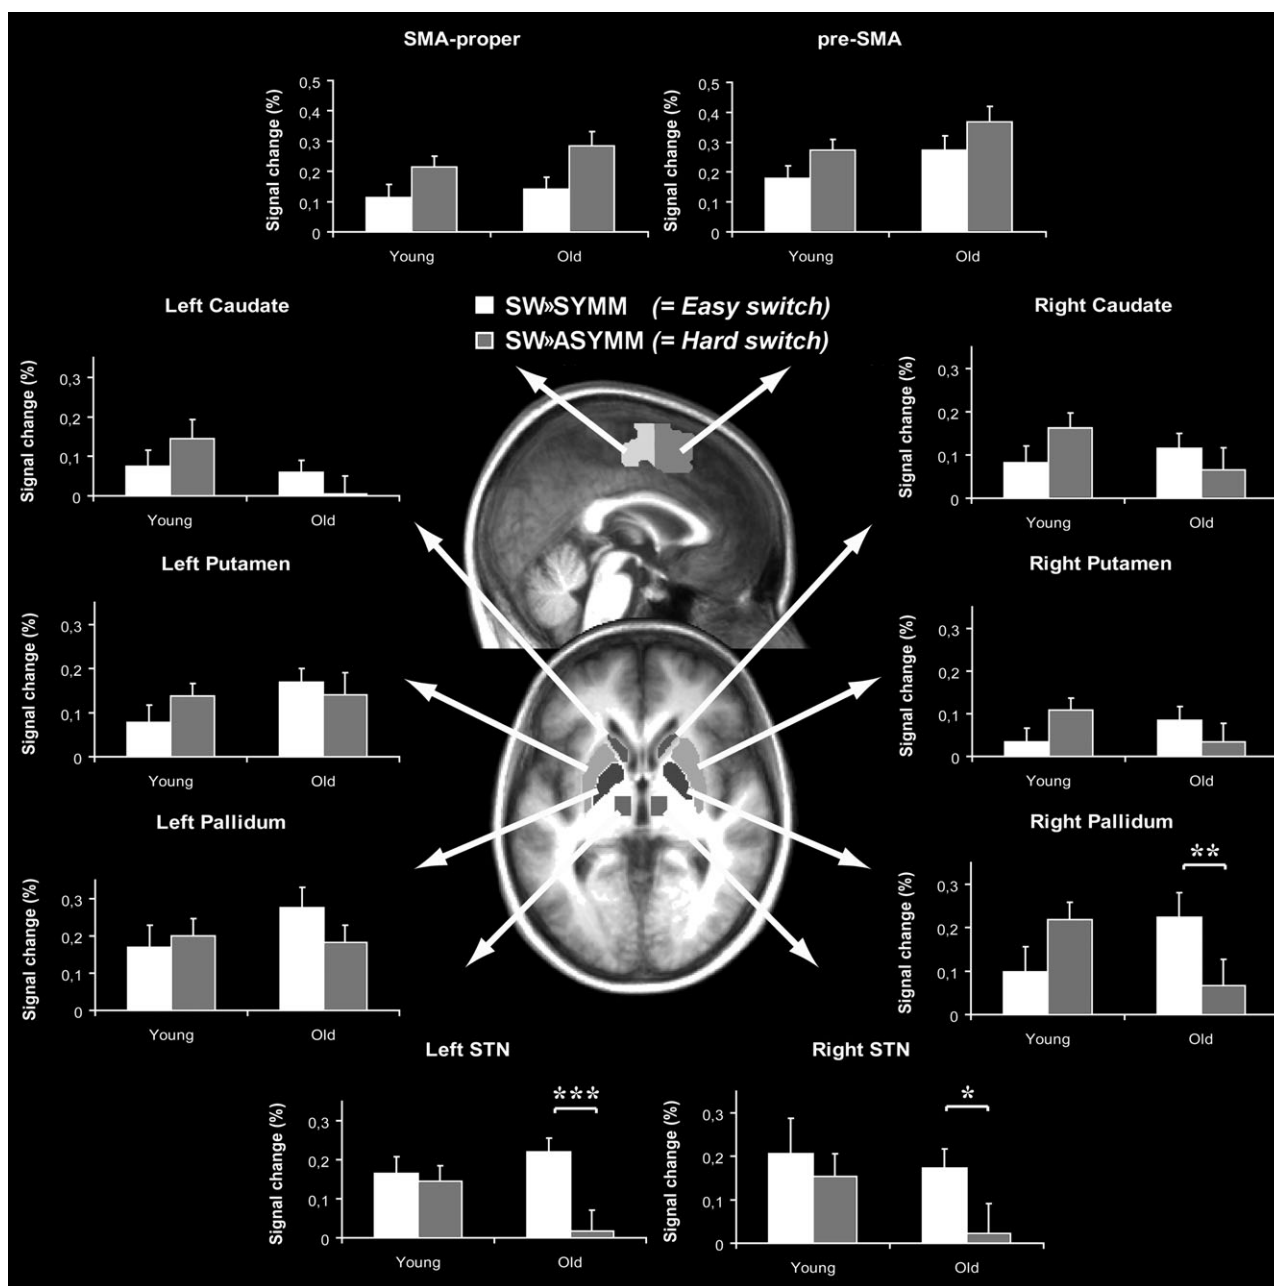 SMA-proper
Signal change (%)
0,5
0,4
0,3
0,2
0,1
0
Young
Old
pre-SMA
Signal change (%)
0,5
0,4
0,3
0,2
0,1
0
Young
Old
SW»SYMM (= Easy switch)
SW»ASYMM (= Hard switch)
Left Caudate
Signal change (%)
0,3
0,2
0,1
0
Young
Old
Right Caudate
Signal change (%)
0,3
0,2
0,1
0
Young
Old
Left Putamen
Signal change (%)
0,3
0,2
0,1
0
Young
Old
Right Putamen
Signal change (%)
0,3
0,2
0,1
0
Young
Old
Left Pallidum
Signal change (%)
0,3
0,2
0,1
0
Young
Old
Right Pallidum
**
Signal change (%)
0,3
0,2
0,1
0
Young
Old
Left STN
***
Signal change (%)
0,3
0,2
0,1
0
Young
Old
Right STN
*
Signal change (%)
0,3
0,2
0,1
0
Young
Old